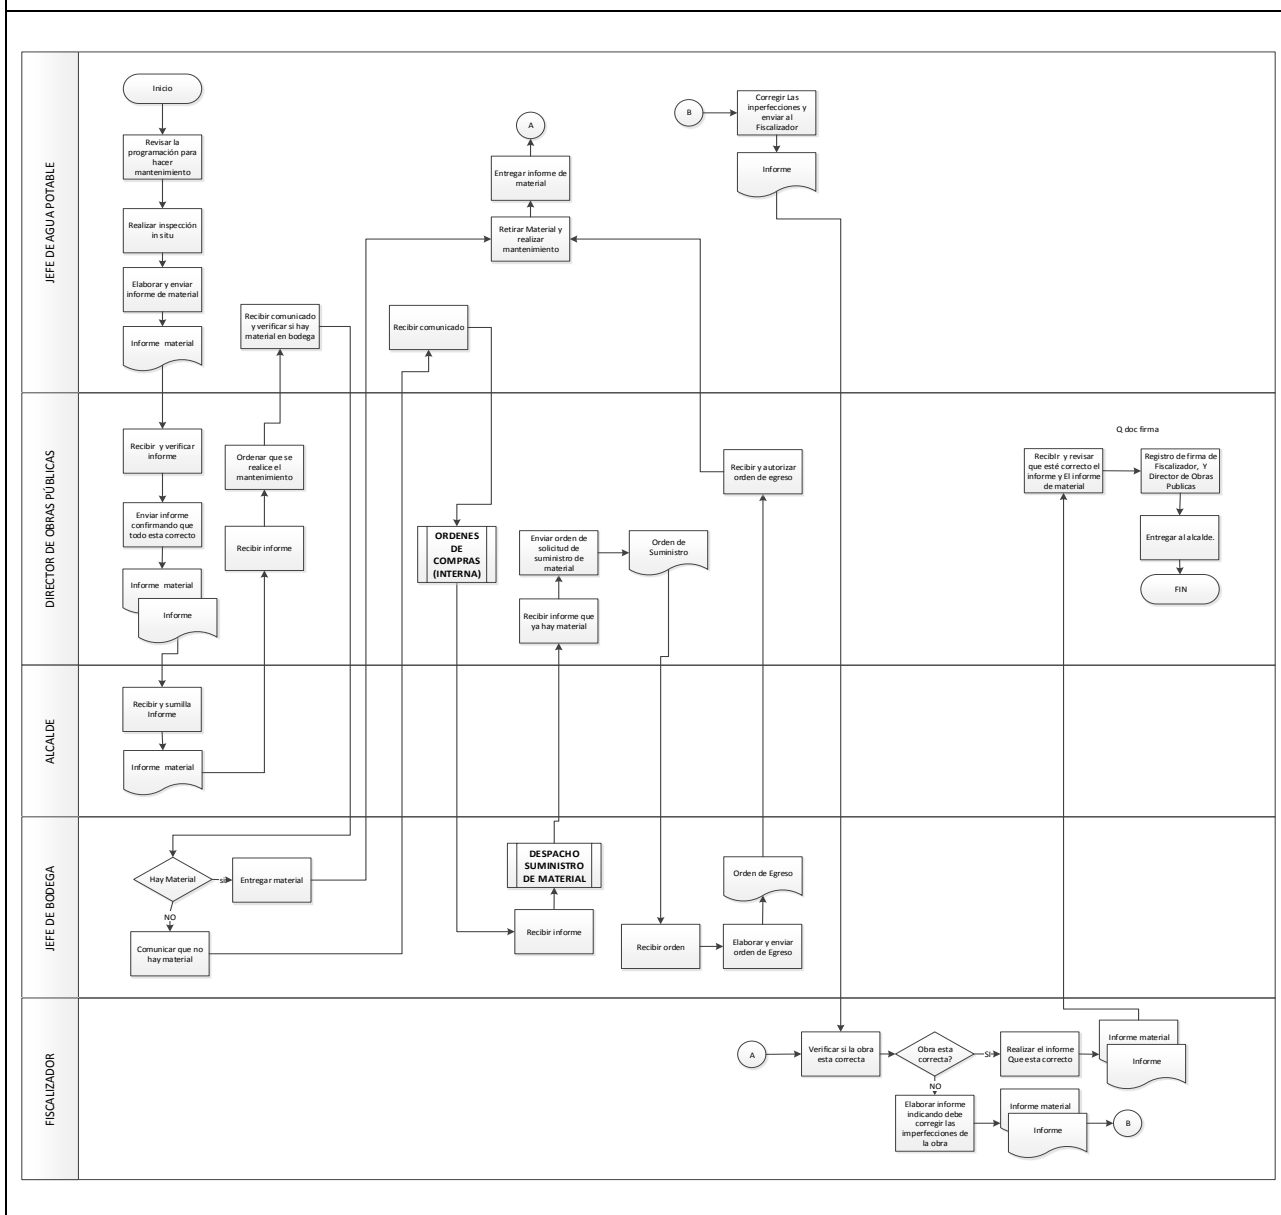 JEFE DE AGUA POTABLE
Inicio
Revisar la
programación para
hacer
mantenimiento
Realizar inspección
in situ
Elaborar y enviar
informe de material
Informe material
Recibir comunicado
y verificar si hay
material en bodega
Recibir comunicado
A
Entregar informe de
material
Retirar Material y
realizar
mantenimiento
B
Corregir Las
inperfecciones y
enviar al
Fiscalizador
Informe
DIRECTOR DE OBRAS PÚBLICAS
Recibir y verificar
informe
Enviar informe
confirmando que
todo esta correcto
Informe material
Informe
Ordenar que se
realice el
mantenimiento
Recibir informe
ORDENES
DE
COMPRAS
(INTERNA)
Enviar orden de
solicitud de
suministro de
material
Recibir informe que
ya hay material
Orden de
Suministro
Recibir y autorizar
orden de egreso
Recibir y revisar
que esté correcto el
informe y El informe
de material
Q doc firma
Registro de firma de
Fiscalizador, Y
Director de Obras
Publicas
Entregar al alcalde.
FIN
ALCALDE
Recibir y sumilla
Informe
Informe material
JEFE DE BODEGA
Hay Material
si
Entregar material
NO
Comunicar que no
hay material
DESPACHO
SUMINISTRO
DE MATERIAL
Recibir informe
Recibir orden
Orden de Egreso
Elaborar y enviar
orden de Egreso
FISCALIZADOR
A
Verificar si la obra
esta correcta
Obra esta
correcta?
SI
Realizar el informe
Que esta correcto
Informe material
Informe
NO
Elaborar informe
indicando debe
corregir las
imperfecciones de
la obra
Informe material
Informe
B